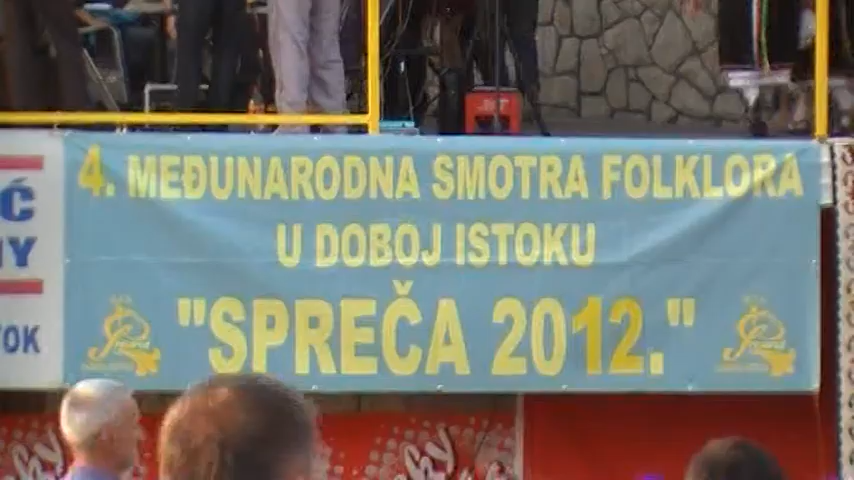 4. MEĐUNARODNA SMOTRA FOLKLORA
U DOBOJ ISTOKU
"SPREČA 2012."